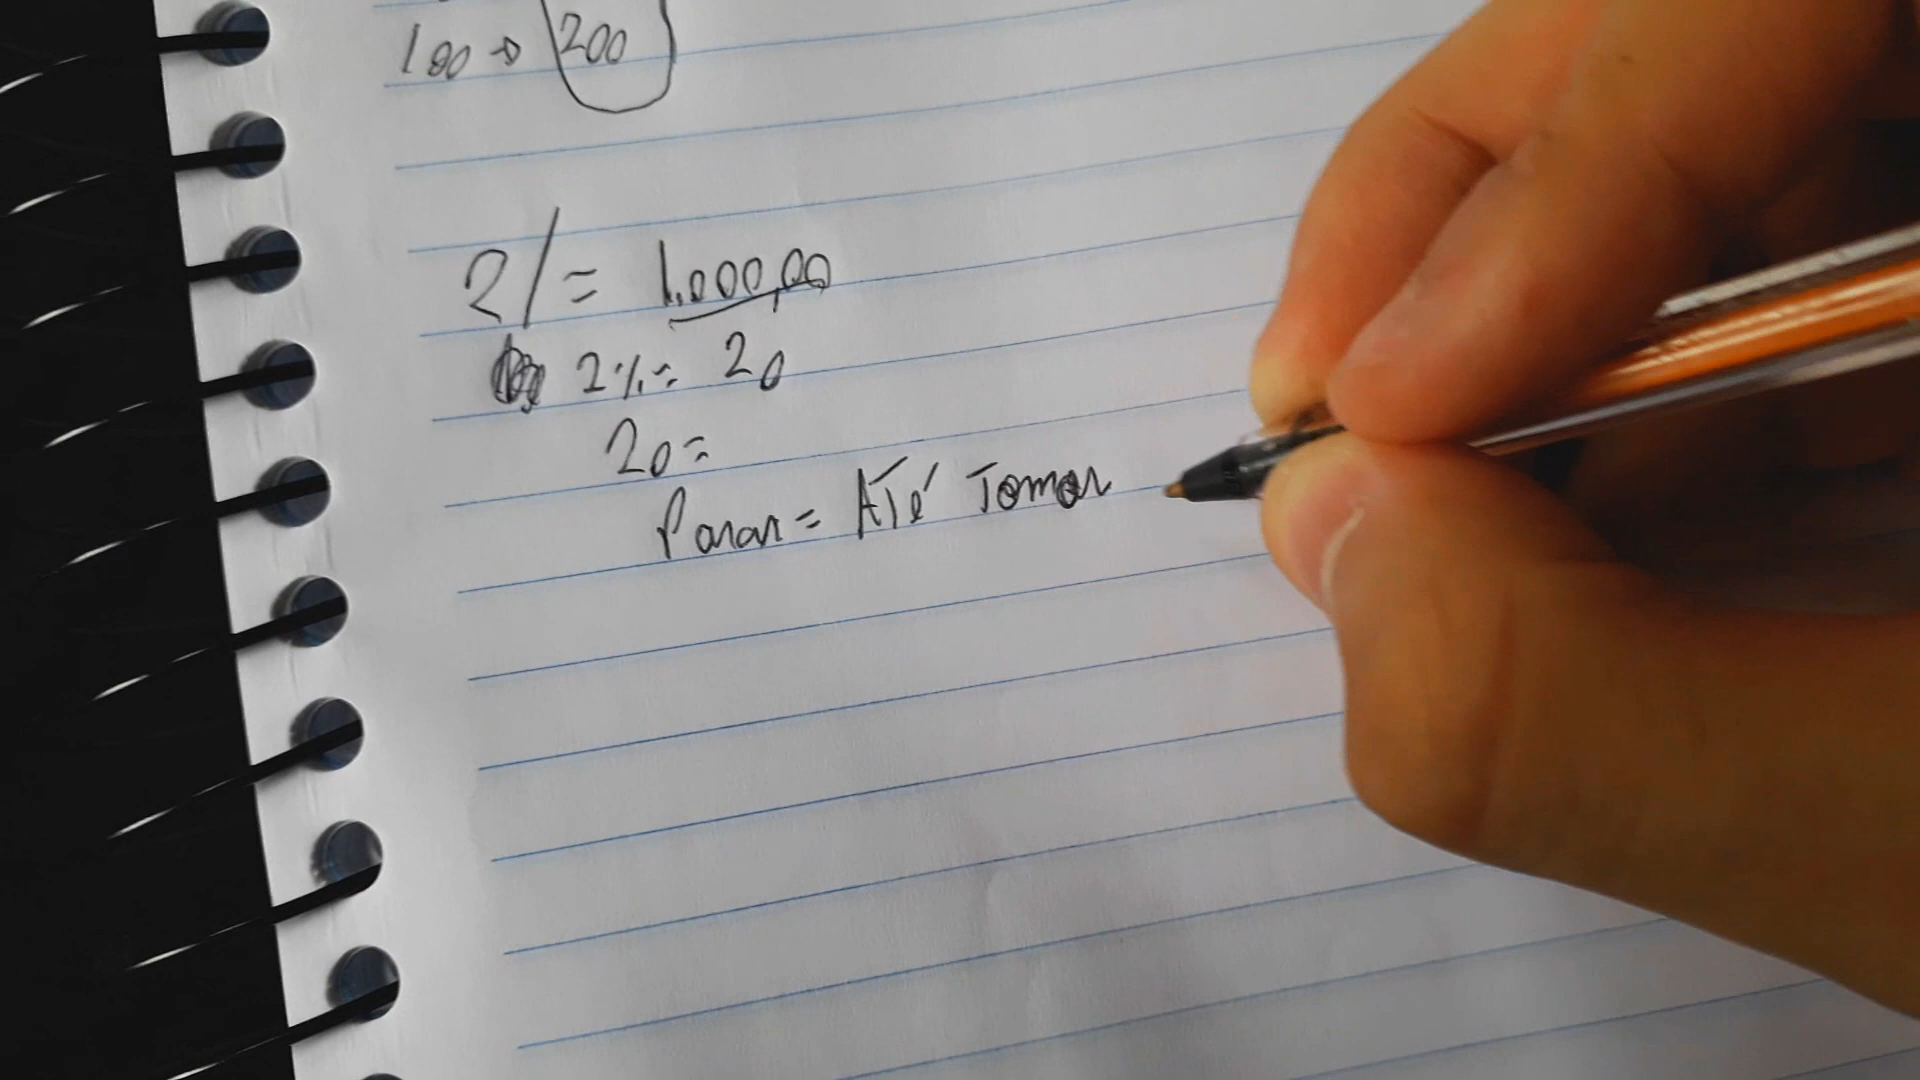 100 → 200
2/= 1.000,00
2%= 20
20=
Parar = ATé Tomar